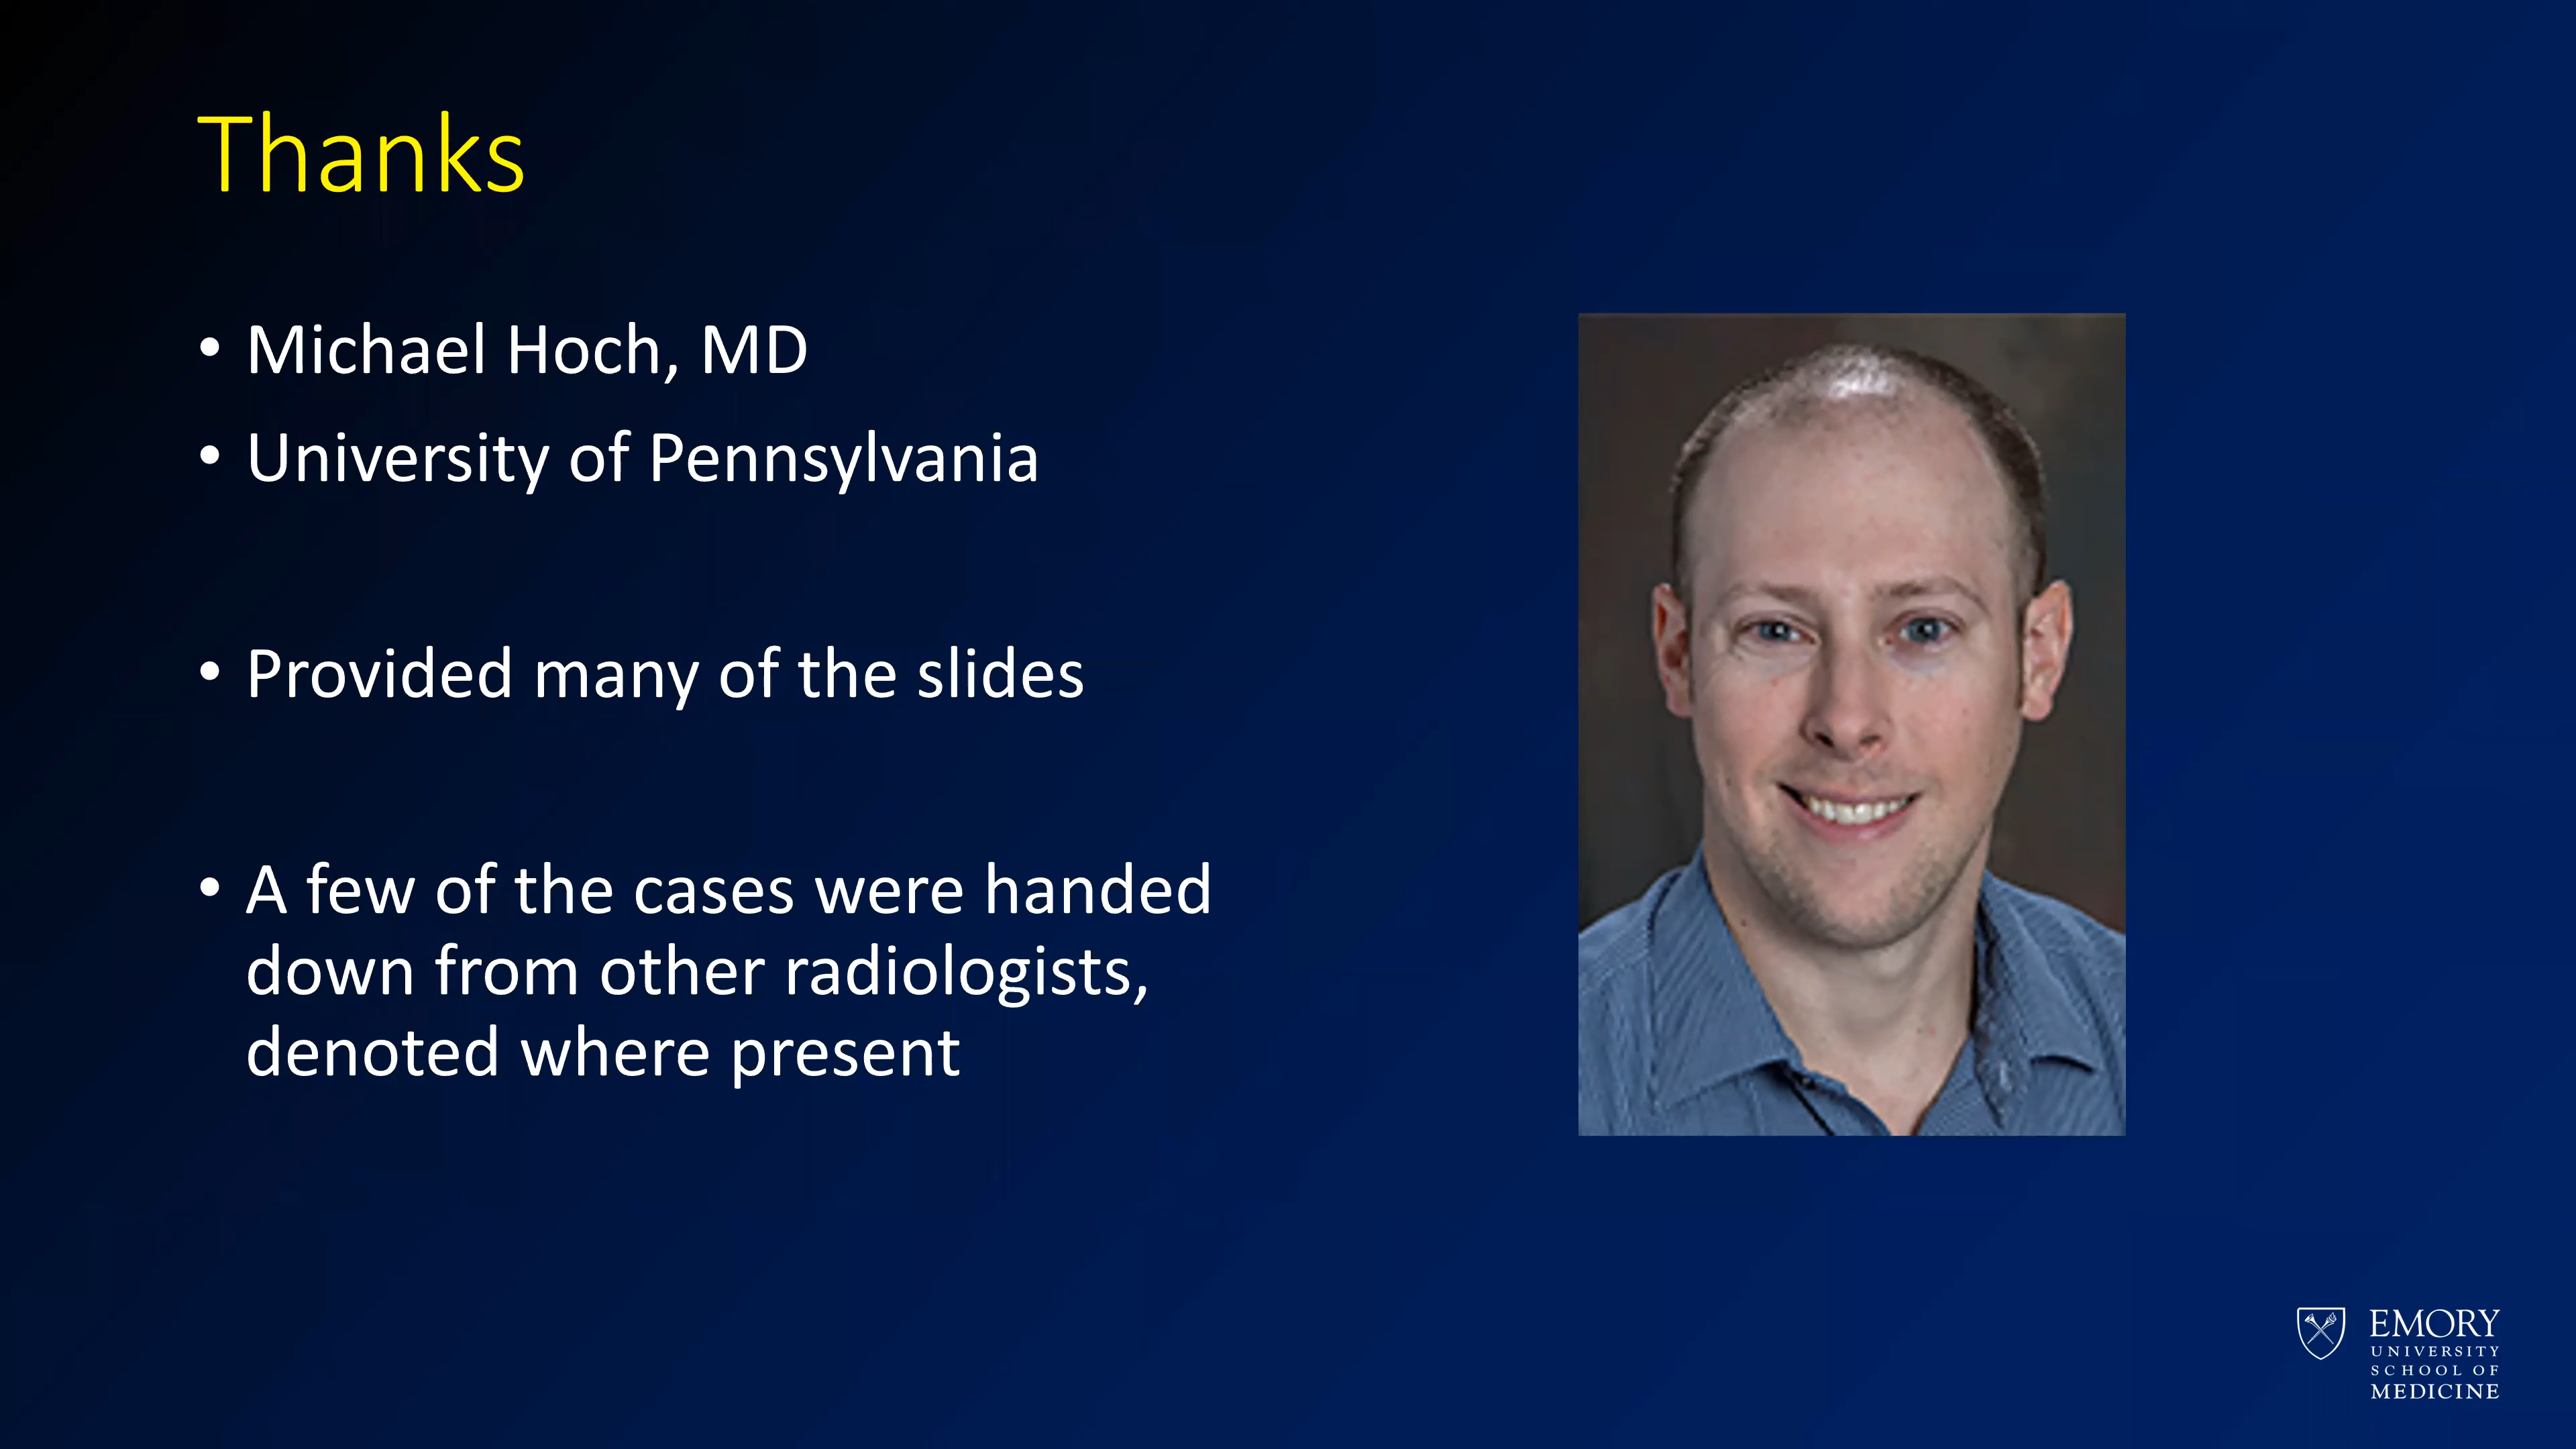 Thanks
• Michael Hoch, MD
• University of Pennsylvania
• Provided many of the slides
• A few of the cases were handed
down from other radiologists,
denoted where present
EMORY
UNIVERSITY
SCHOOL OF
MEDICINE